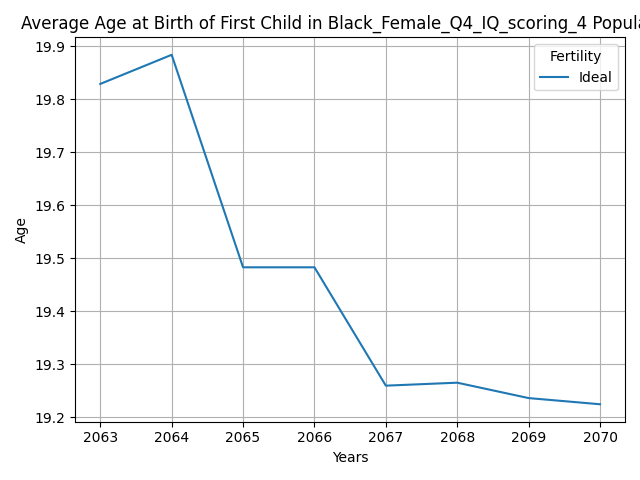 Average Age at Birth of First Child in Black_Female_Q4_IQ_scoring_4 Popula
19.9
19.8
19.7
19.6
19.5
19.4
19.3
19.2
Age
Fertility
Ideal
2063 2064 2065 2066 2067 2068 2069 2070
Years